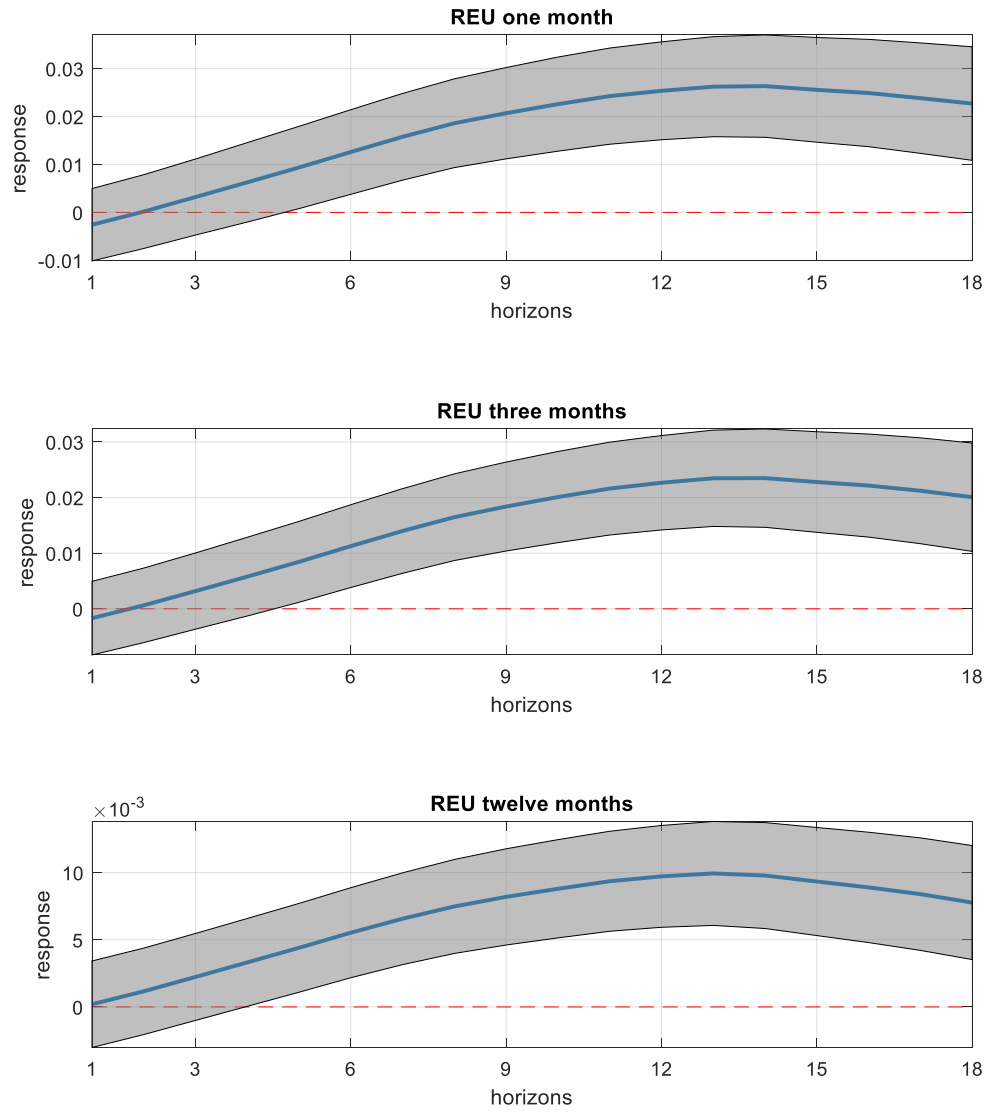 REU one month
0.03
0.02
0.01
0
-0.01
response
1 3 6 9 12 15 18
horizons
REU three months
0.03
0.02
0.01
0
response
1 3 6 9 12 15 18
horizons
REU twelve months
×10-3
10
5
0
response
1 3 6 9 12 15 18
horizons